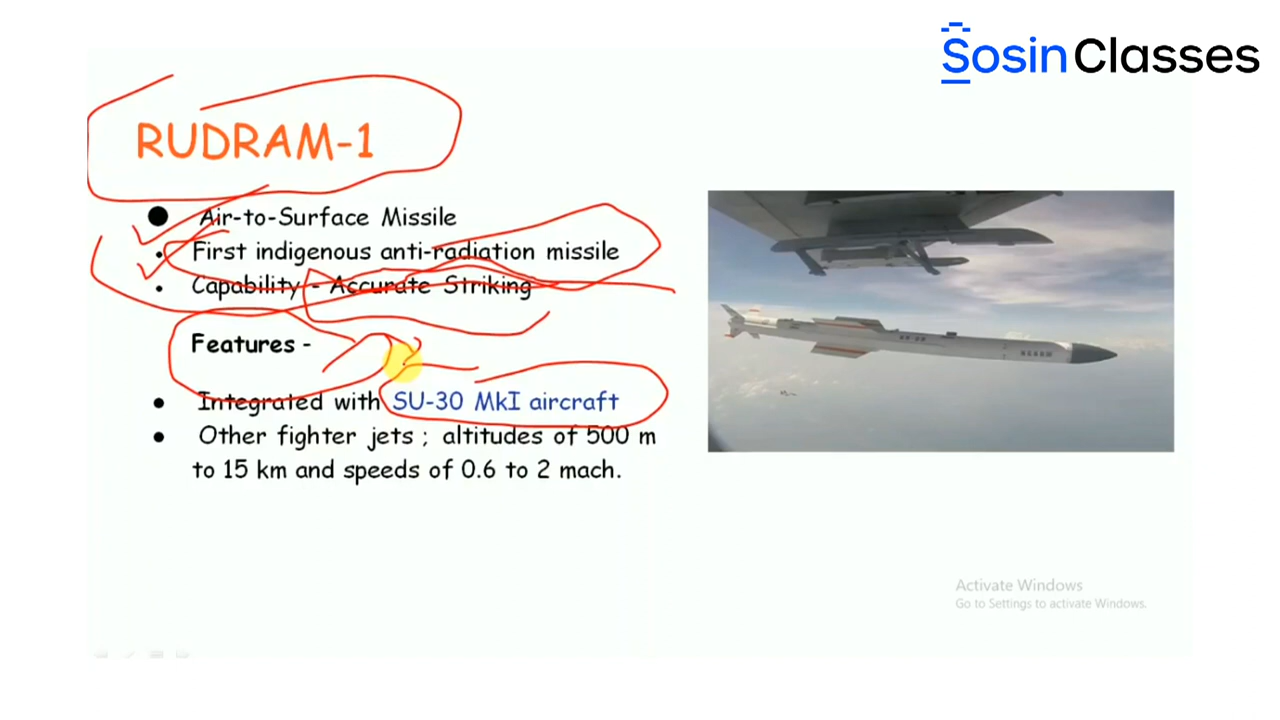 Sosin Classes
RUDRAM-1
● Air-to-Surface Missile
• First indigenous anti-radiation missile
• Capability - Accurate Striking
Features -
● Integrated with SU-30 MkI aircraft
● Other fighter jets ; altitudes of 500 m
to 15 km and speeds of 0.6 to 2 mach.
Activate Windows
Go to Settings to activate Windows.